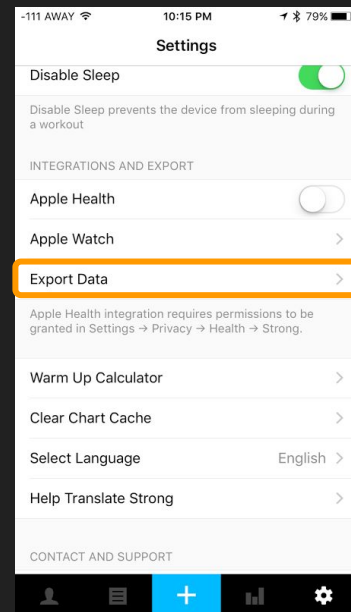 -111 AWAY 10:15 PM 79%
Settings
Disable Sleep
Disable Sleep prevents the device from sleeping during
a workout
INTEGRATIONS AND EXPORT
Apple Health
Apple Watch
Export Data
Apple Health integration requires permissions to be
granted in Settings → Privacy → Health → Strong.
Warm Up Calculator
Clear Chart Cache
Select Language English
Help Translate Strong
CONTACT AND SUPPORT